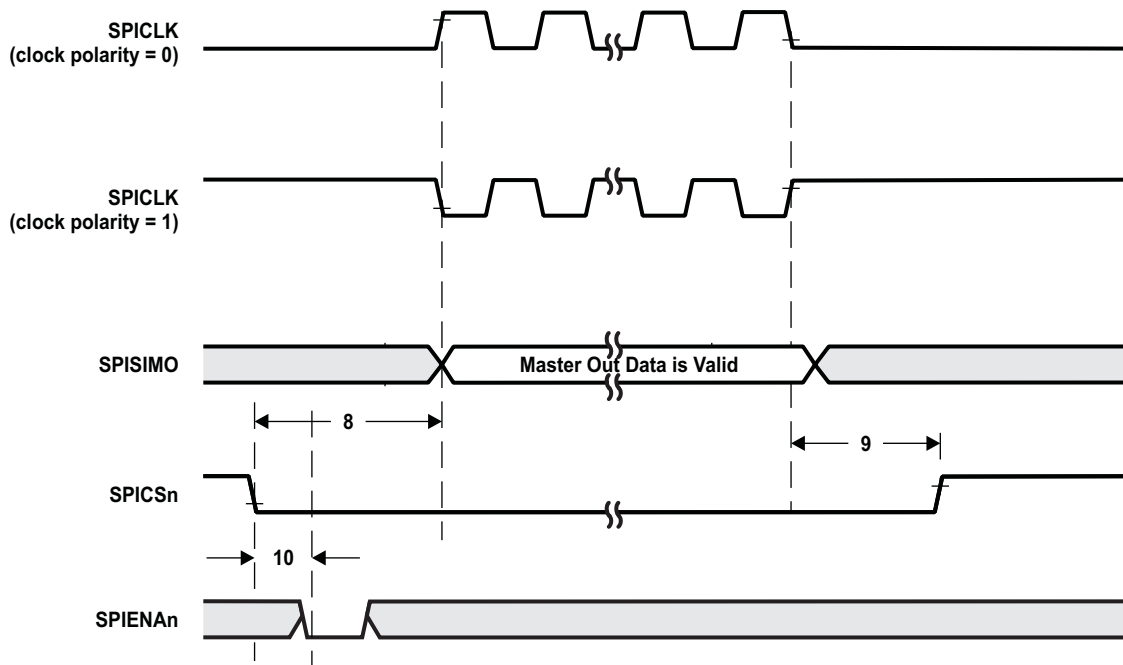 SPICLK
(clock polarity = 0)
SPICLK
(clock polarity = 1)
SPISIMO
Master Out Data is Valid
8
9
SPICSn
10
SPIENAn